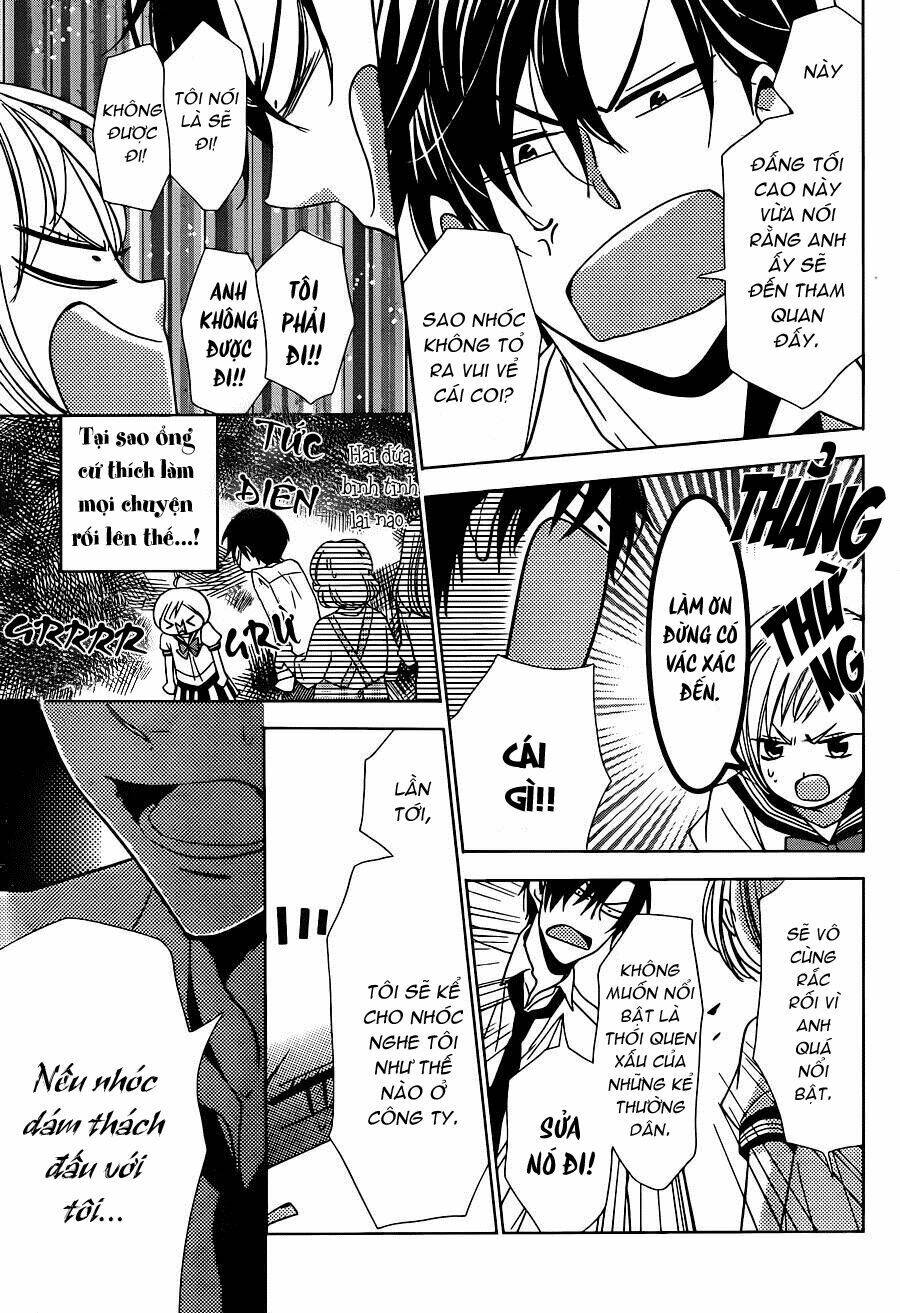 NÀY
ĐẤNG TỐI
CAO NÀY
VỪA NÓI
RẰNG ANH
ẤY SẼ
ĐẾN THAM
QUAN
ĐẤY.
SAO NHÓC
KHÔNG TỎ
RA VUI VẺ
CÁI COI?
TÔI NÓI
LÀ SẼ
ĐI!
KHÔNG
ĐƯỢC
ĐI!
TÔI
PHẢI
ĐI!!
ANH
KHÔNG
ĐƯỢC
ĐI!!
THẲNG
THỪNG
LÀM ƠN
ĐỪNG CÓ
VÁC XÁC
ĐẾN.
CÁI
GÌ!!
Hai đứa
bình tĩnh
lại nào
TỨC
ĐIÊN
Tại sao ổng
cứ thích làm
mọi chuyện
rối lên thế...!
GRỪ
GRRRR
SẼ VÔ
CÙNG
RẮC
RỐI VÌ
ANH
QUÁ
NỔI
BẬT.
KHÔNG
MUỐN NỔI
BẬT LÀ
THÓI QUEN
XẤU CỦA
NHỮNG KẺ
THƯỜNG
DÂN.
SỬA
NÓ ĐI!
LẦN
TỚI,
TÔI SẼ KỂ
CHO NHÓC
NGHE TÔI
NHƯ THẾ
NÀO Ở
CÔNG TY.
Nếu nhóc
dám thách
đấu với
tôi...